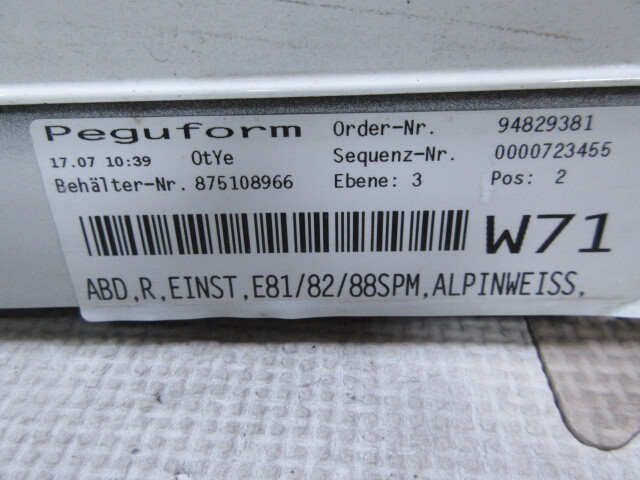 Peguform Order-Nr. 94829381
17.07 10:39 OtYe Sequenz-Nr. 0000723455
Behälter-Nr. 875108966 Ebene: 3 Pos: 2
W71
ABD,R,EINST,E81/82/88SPM,ALPINWEISS,